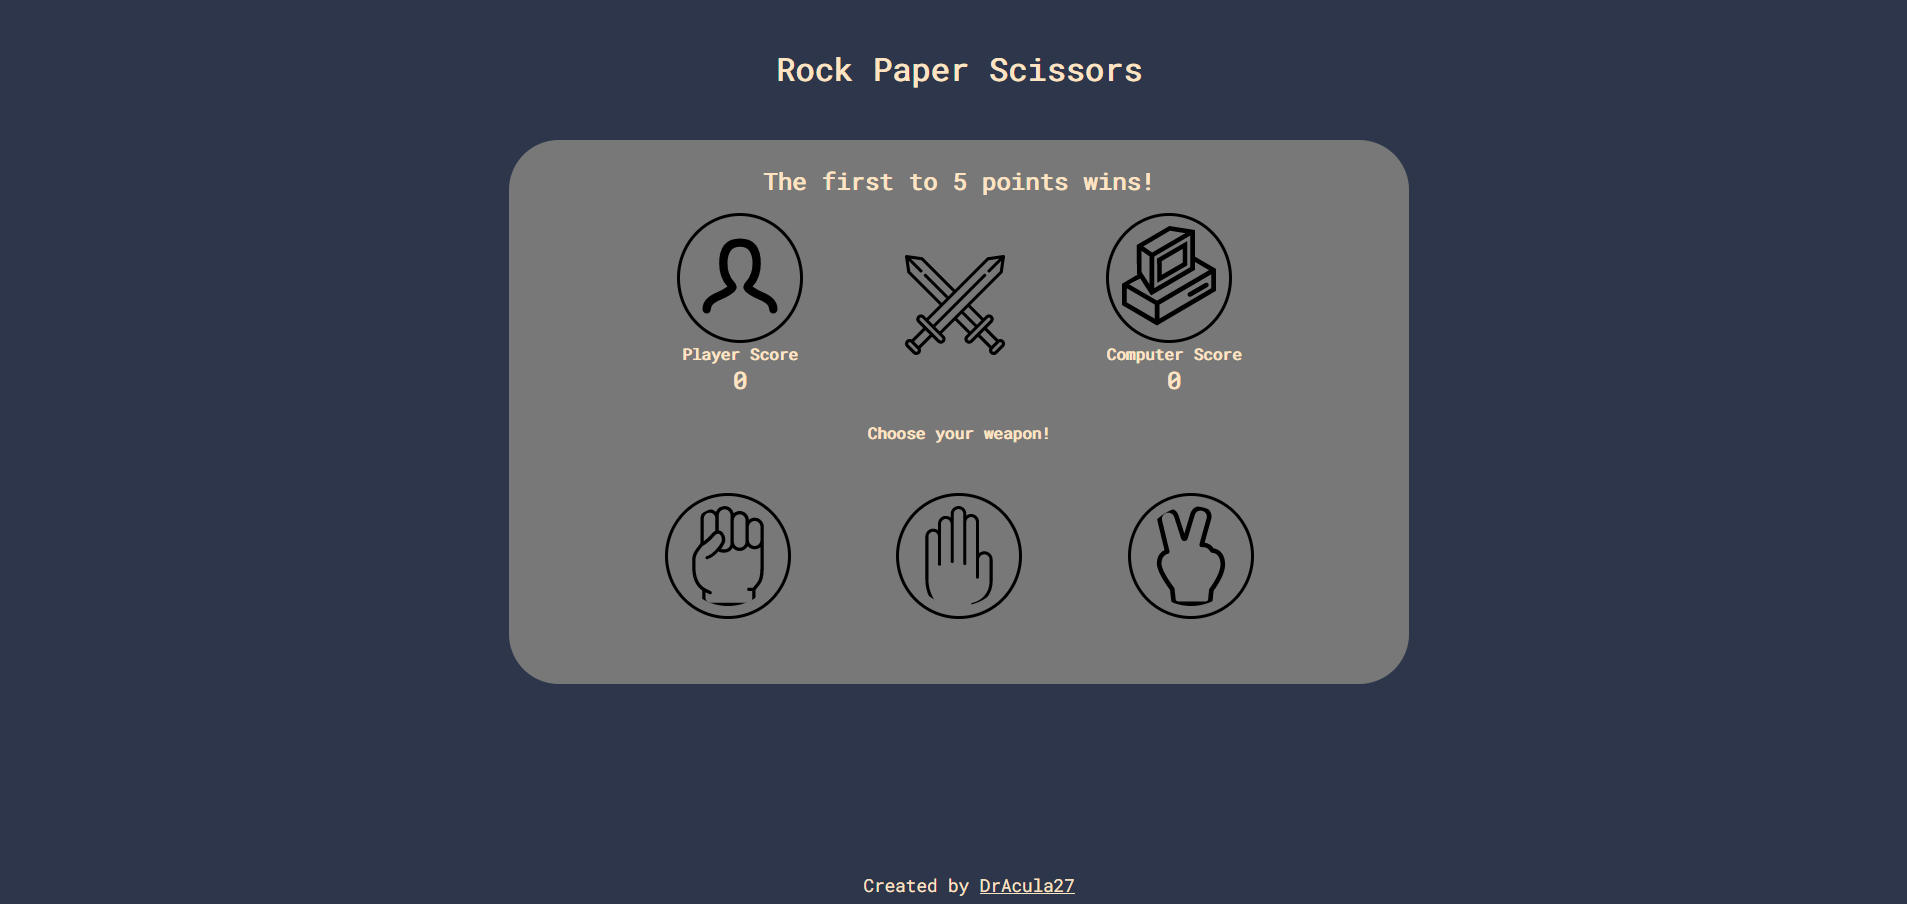 Rock Paper Scissors
The first to 5 points wins!
Player Score
0
Computer Score
0
Choose your weapon!
Created by DrAcula27